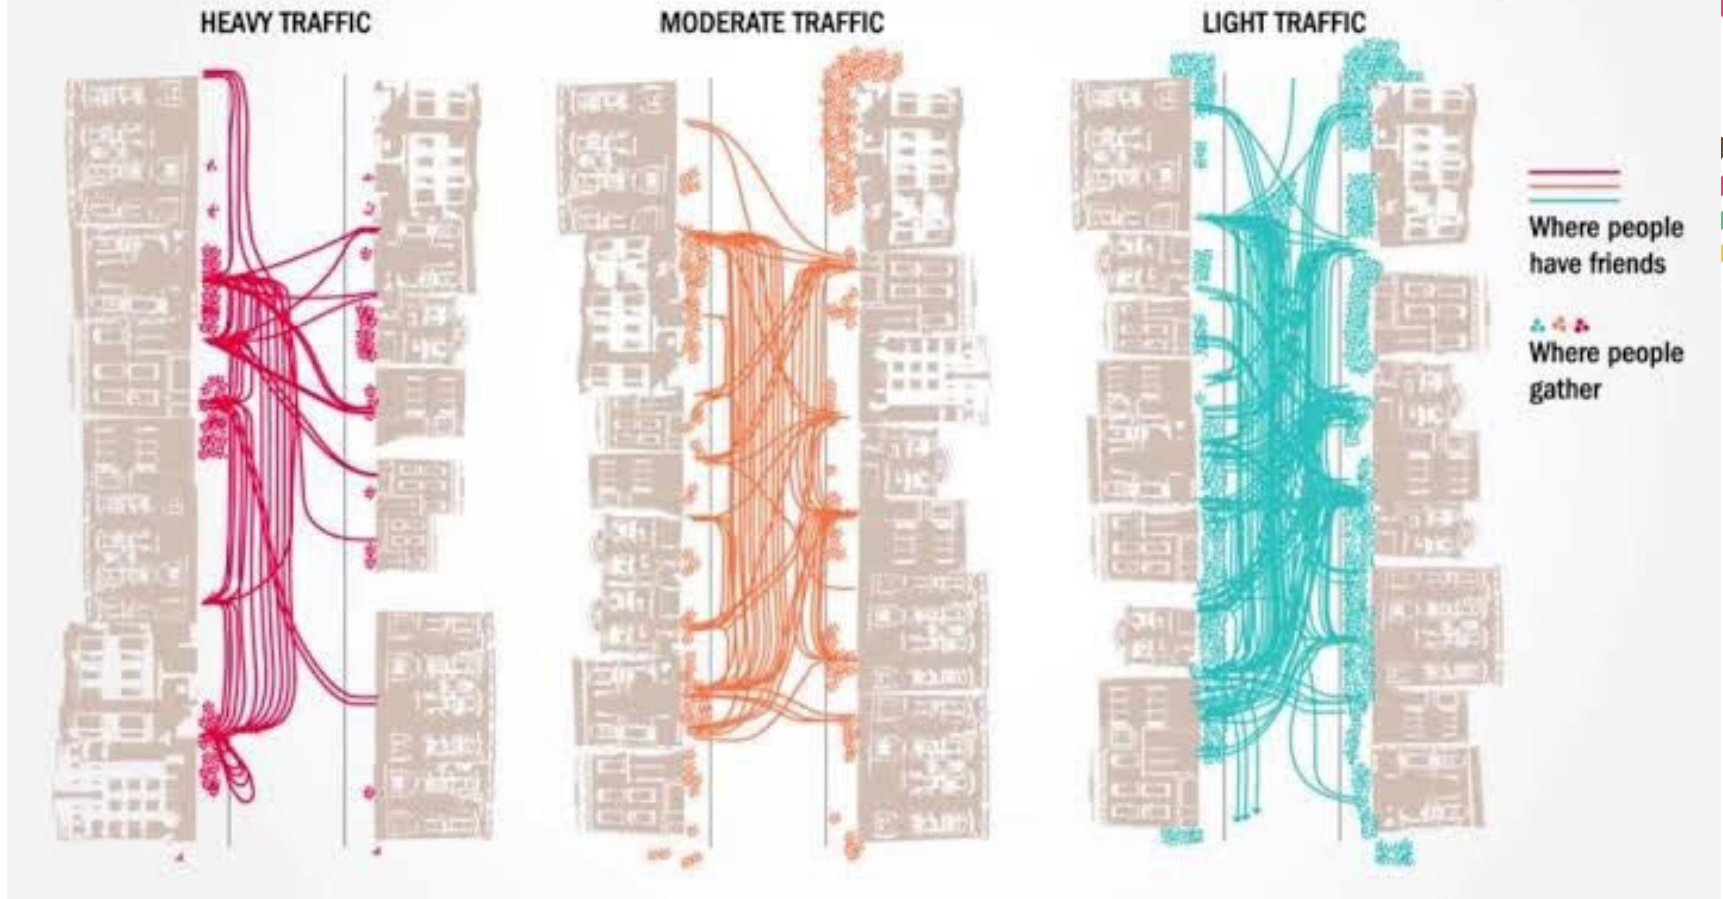 HEAVY TRAFFIC
MODERATE TRAFFIC
LIGHT TRAFFIC
Where people
have friends
Where people
gather